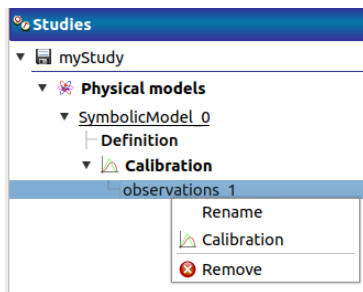 Studies
myStudy
Physical models
SymbolicModel_0
Definition
Calibration
observations_1
Rename
Calibration
Remove